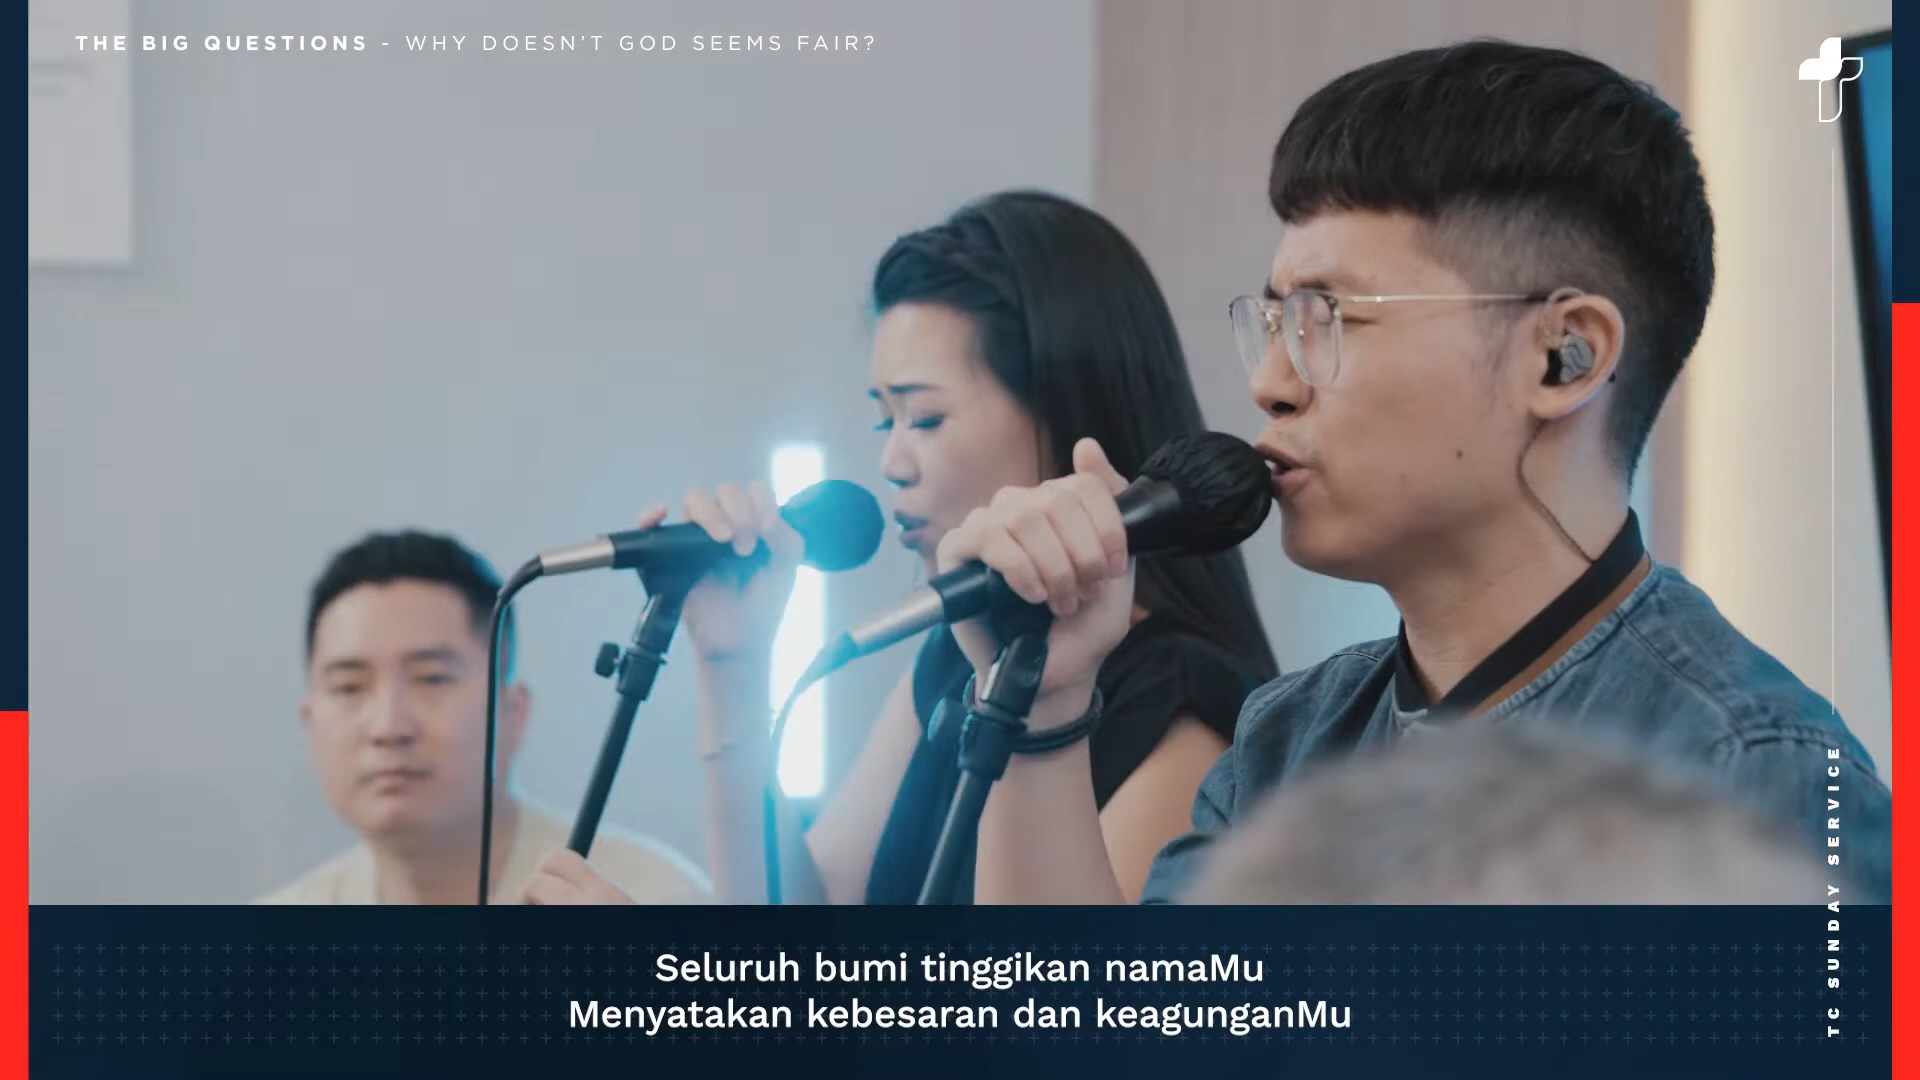 THE BIG QUESTIONS - WHY DOESN'T GOD SEEMS FAIR?
TC SUNDAY SERVICE
Seluruh bumi tinggikan namaMu
Menyatakan kebesaran dan keagunganMu